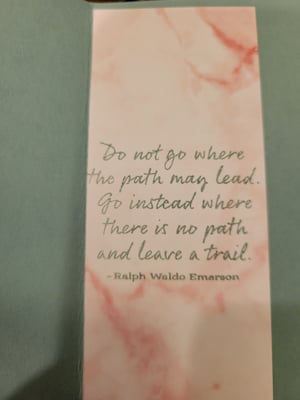 Do not go where
the path may lead.
Go instead where
there is no path
and leave a trail.
-Ralph Waldo Emerson